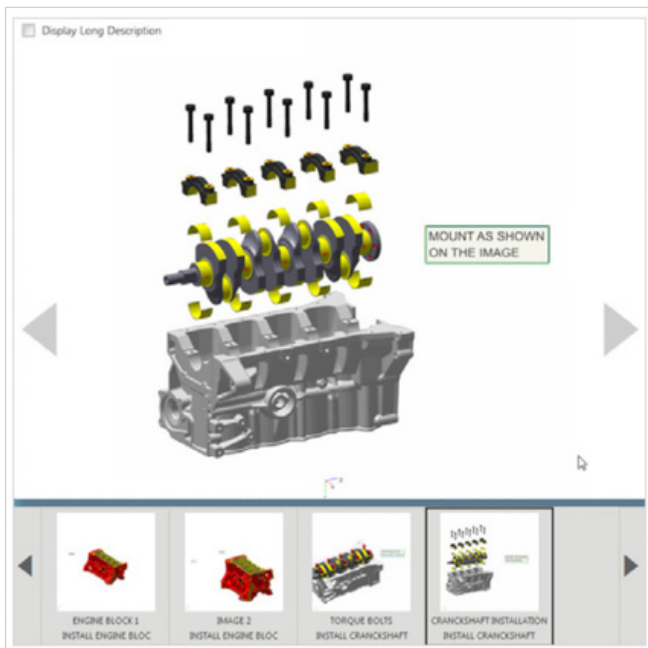 Display Long Description
MOUNT AS SHOWN
ON THE IMAGE
ENGINE BLOCK 1
INSTALL ENGINE BLOC
IMAGE 2
INSTALL ENGINE BLOC
TORQUE BOLTS
INSTALL CRANCKSHAFT
CRANCKSHAFT INSTALLATION
INSTALL CRANCKSHAFT